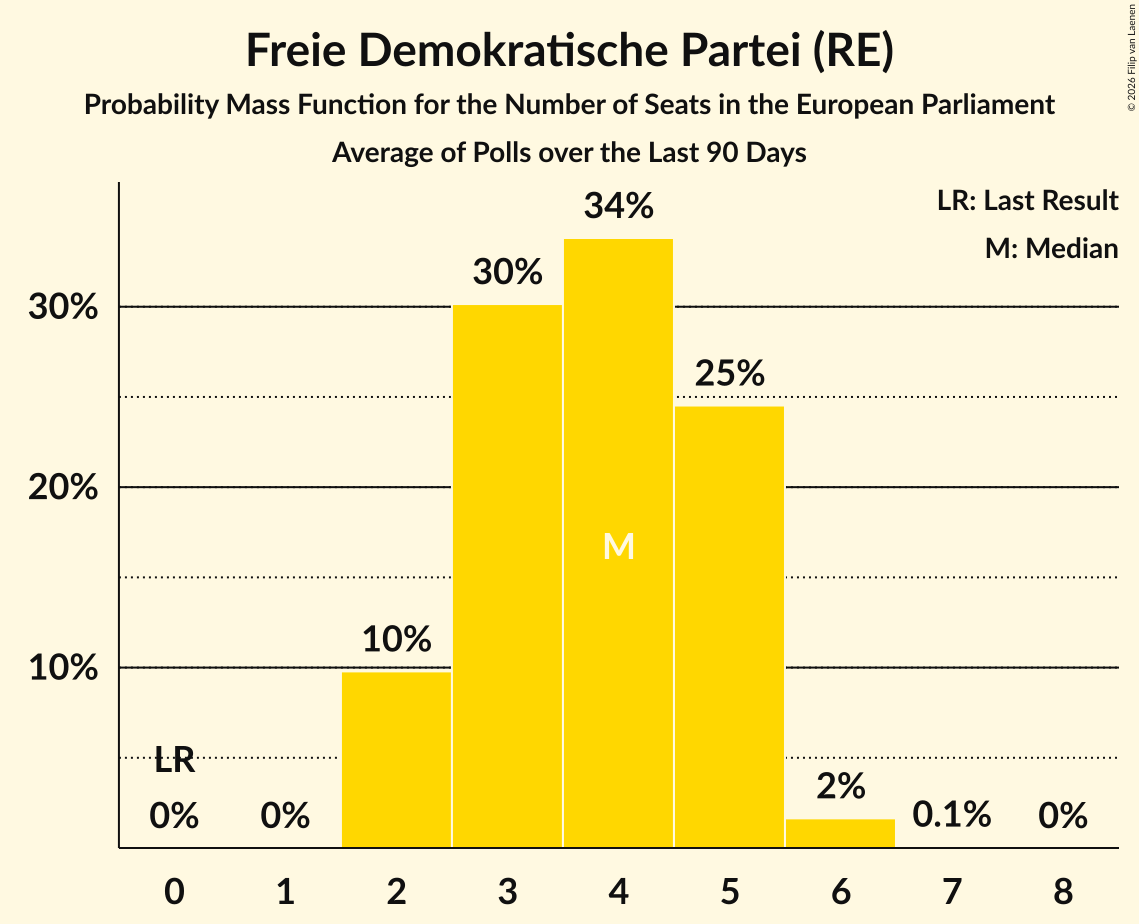 Freie Demokratische Partei (RE)
Probability Mass Function for the Number of Seats in the European Parliament
Average of Polls over the Last 90 Days
© 2026 Filip van Laenen
LR: Last Result
M: Median
34%
30%
30%
25%
20%
M
10%
10%
LR
0%
0%
2%
0.1%
0%
0 1 2 3 4 5 6 7 8